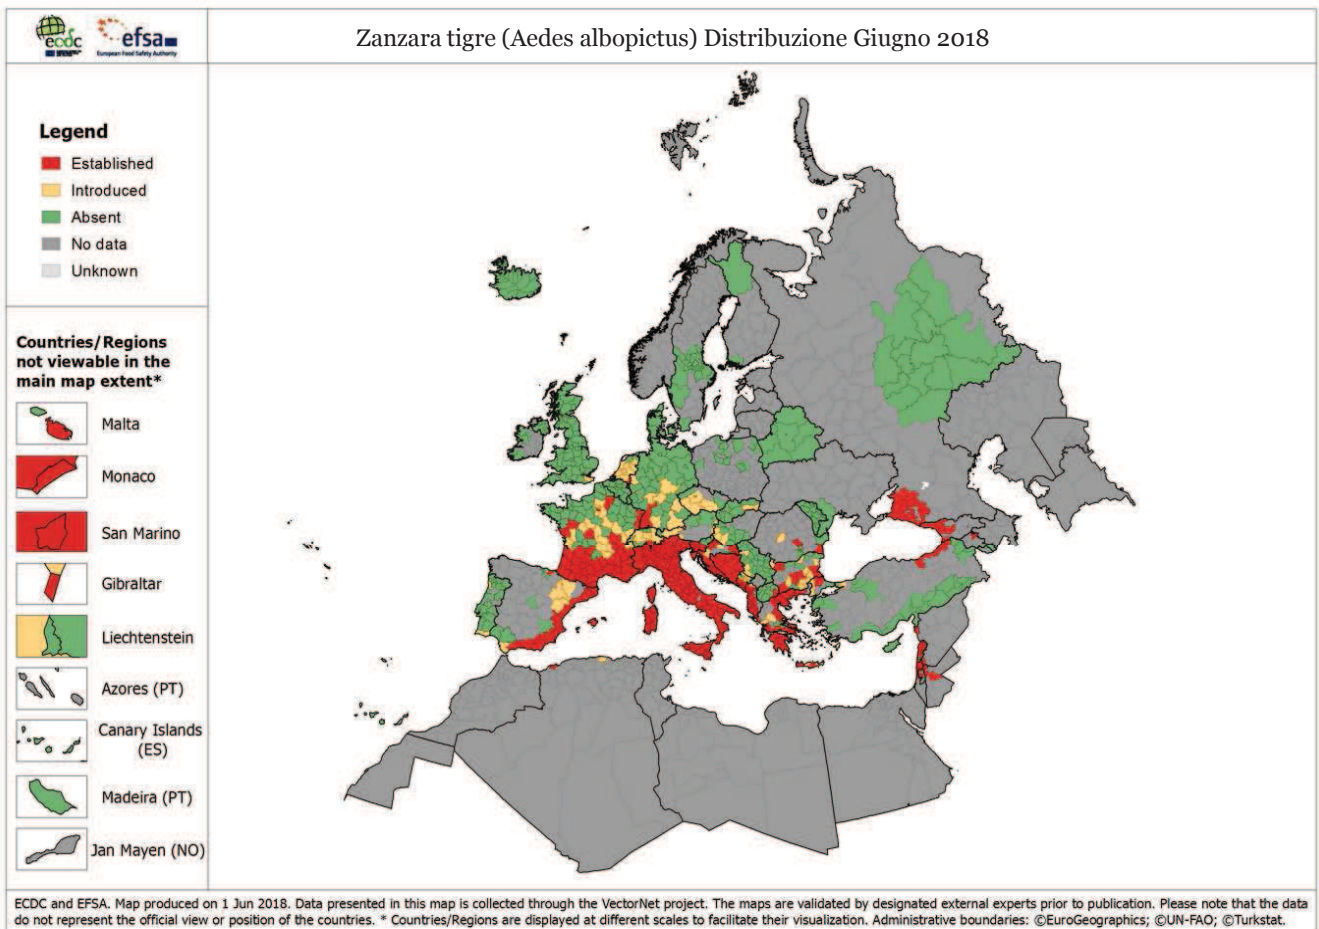 ecdc
efsa
European Food Safety Authority
Zanzara tigre (Aedes albopictus) Distribuzione Giugno 2018
Legend
Established
Introduced
Absent
No data
Unknown
Countries/Regions
not viewable in the
main map extent*
Malta
Monaco
San Marino
Gibraltar
Liechtenstein
Azores (PT)
Canary Islands
(ES)
Madeira (PT)
Jan Mayen (NO)
ECDC and EFSA. Map produced on 1 Jun 2018. Data presented in this map is collected through the VectorNet project. The maps are validated by designated external experts prior to publication. Please note that the data
do not represent the official view or position of the countries. * Countries/Regions are displayed at different scales to facilitate their visualization. Administrative boundaries: ©EuroGeographics; ©UN-FAO; ©Turkstat.